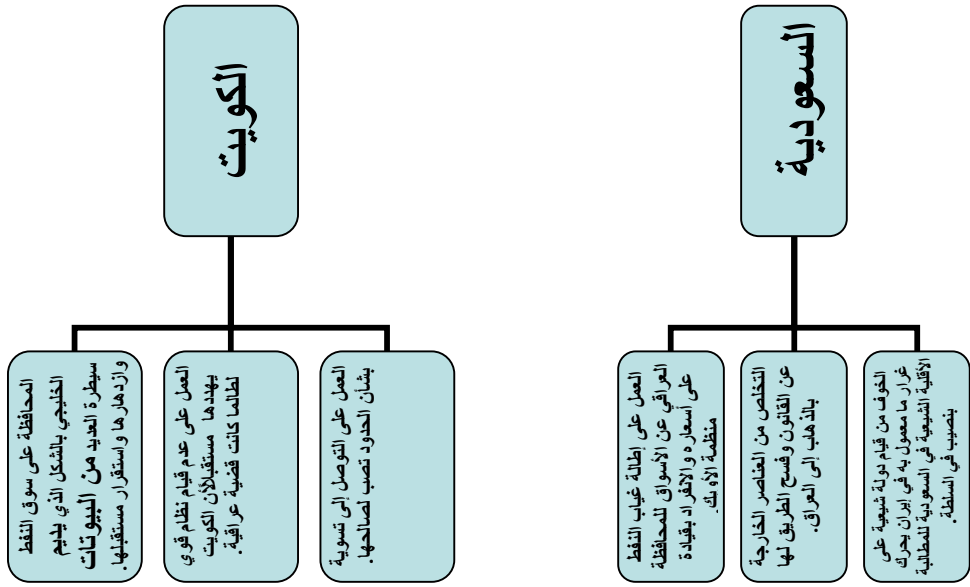 الكويت
المحافظة على سوق النفط
الخليجي بالشكل الذي يديم
سيطرة العديد من البيوتات
وازدهارها واستقرار مستقبلها.
العمل على عدم قيام نظام قوي
يهددها مستقبلالأن الكويت
لطالما كانت قضية عراقية.
العمل على التوصل إلى تسوية
بشأن الحدود تصب لصالحها.
السعودية
العمل على إطالة غياب النفط
العراقي عن الأسواق للمحافظة
على أسعاره والانفراد بقيادة
منظمة الأوبك.
التخلص من العناصر الخارجة
عن القانون وفسح الطريق لها
بالذهاب إلى العراق.
الخوف من قيام دولة شيعية على
غرار ما معمول به في إيران يحرك
الأقلية الشيعية في السعودية للمطالبة
بنصيب في السلطة.